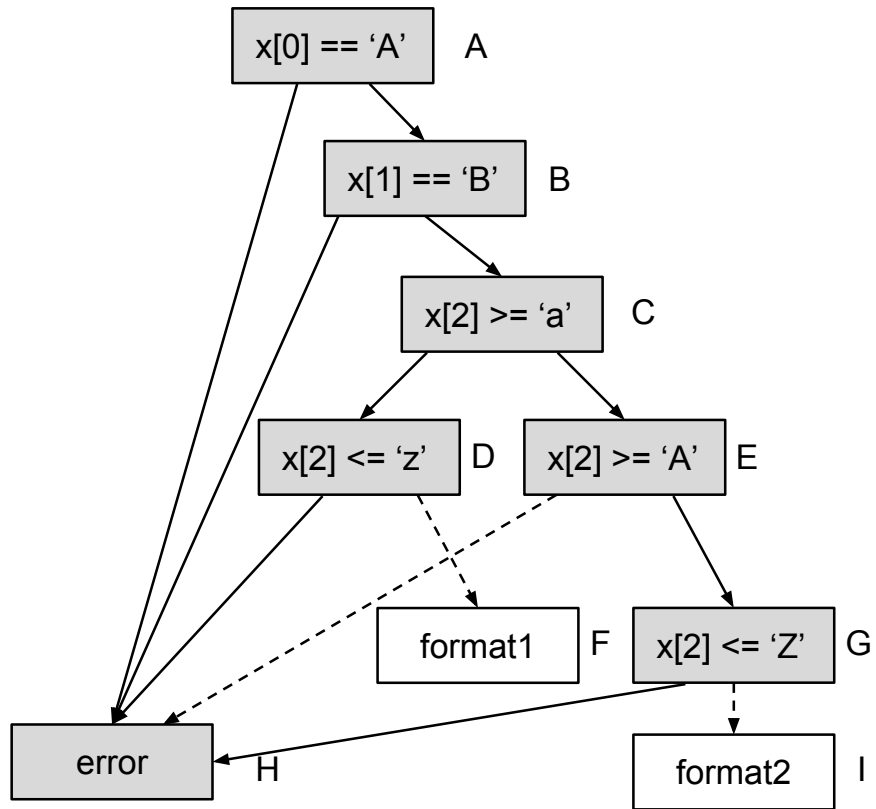 x[0] == ‘A’ A
x[1] == ‘B’ B
x[2] >= ‘a’ C
x[2] <= ‘z’ D
x[2] >= ‘A’ E
format1 F
x[2] <= ‘Z’ G
error H
format2 I